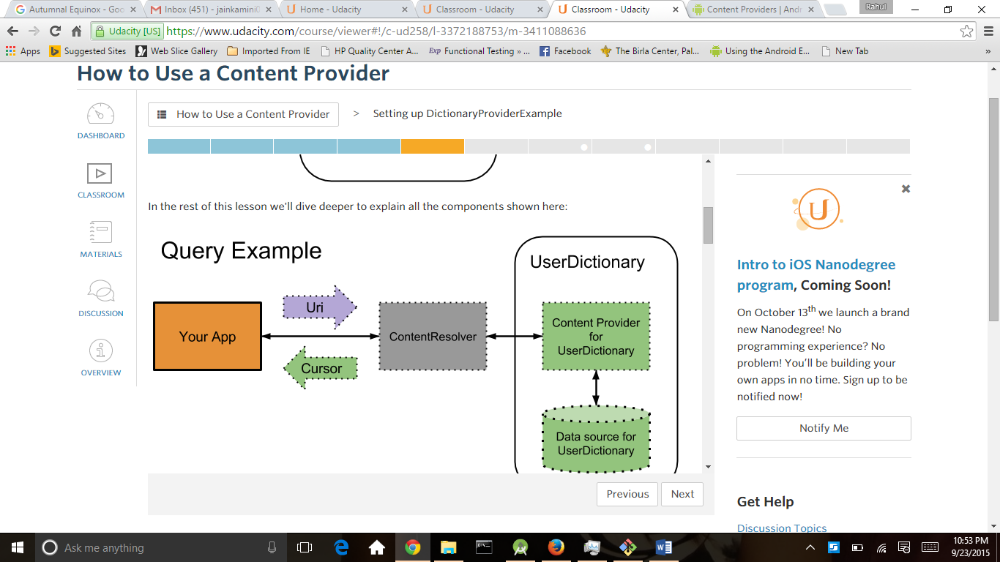 Autumnal Equinox - Goo
Inbox (451) - jainkamini0
Home - Udacity
Classroom - Udacity
Classroom - Udacity
Content Providers | Andr
Rahul
Udacity [US]
https://www.udacity.com/course/viewer#!/c-ud258/l-3372188753/m-3411088636
Apps
Suggested Sites
Web Slice Gallery
Imported From IE
HP Quality Center A...
Exp Functional Testing » ...
Facebook
The Birla Center, Pal...
Using the Android E...
New Tab
»
How to Use a Content Provider
DASHBOARD
CLASSROOM
MATERIALS
DISCUSSION
OVERVIEW
How to Use a Content Provider > Setting up DictionaryProviderExample
In the rest of this lesson we'll dive deeper to explain all the components shown here:
Query Example
UserDictionary
Your App
Uri
Cursor
ContentResolver
Content Provider
for
UserDictionary
Data source for
UserDictionary
Previous
Next
U
Intro to iOS Nanodegree
program, Coming Soon!
On October 13th we launch a brand
new Nanodegree! No
programming experience? No
problem! You'll be building your
own apps in no time. Sign up to be
notified now!
Notify Me
Get Help
Discussion Topics
Ask me anything
10:53 PM
9/23/2015